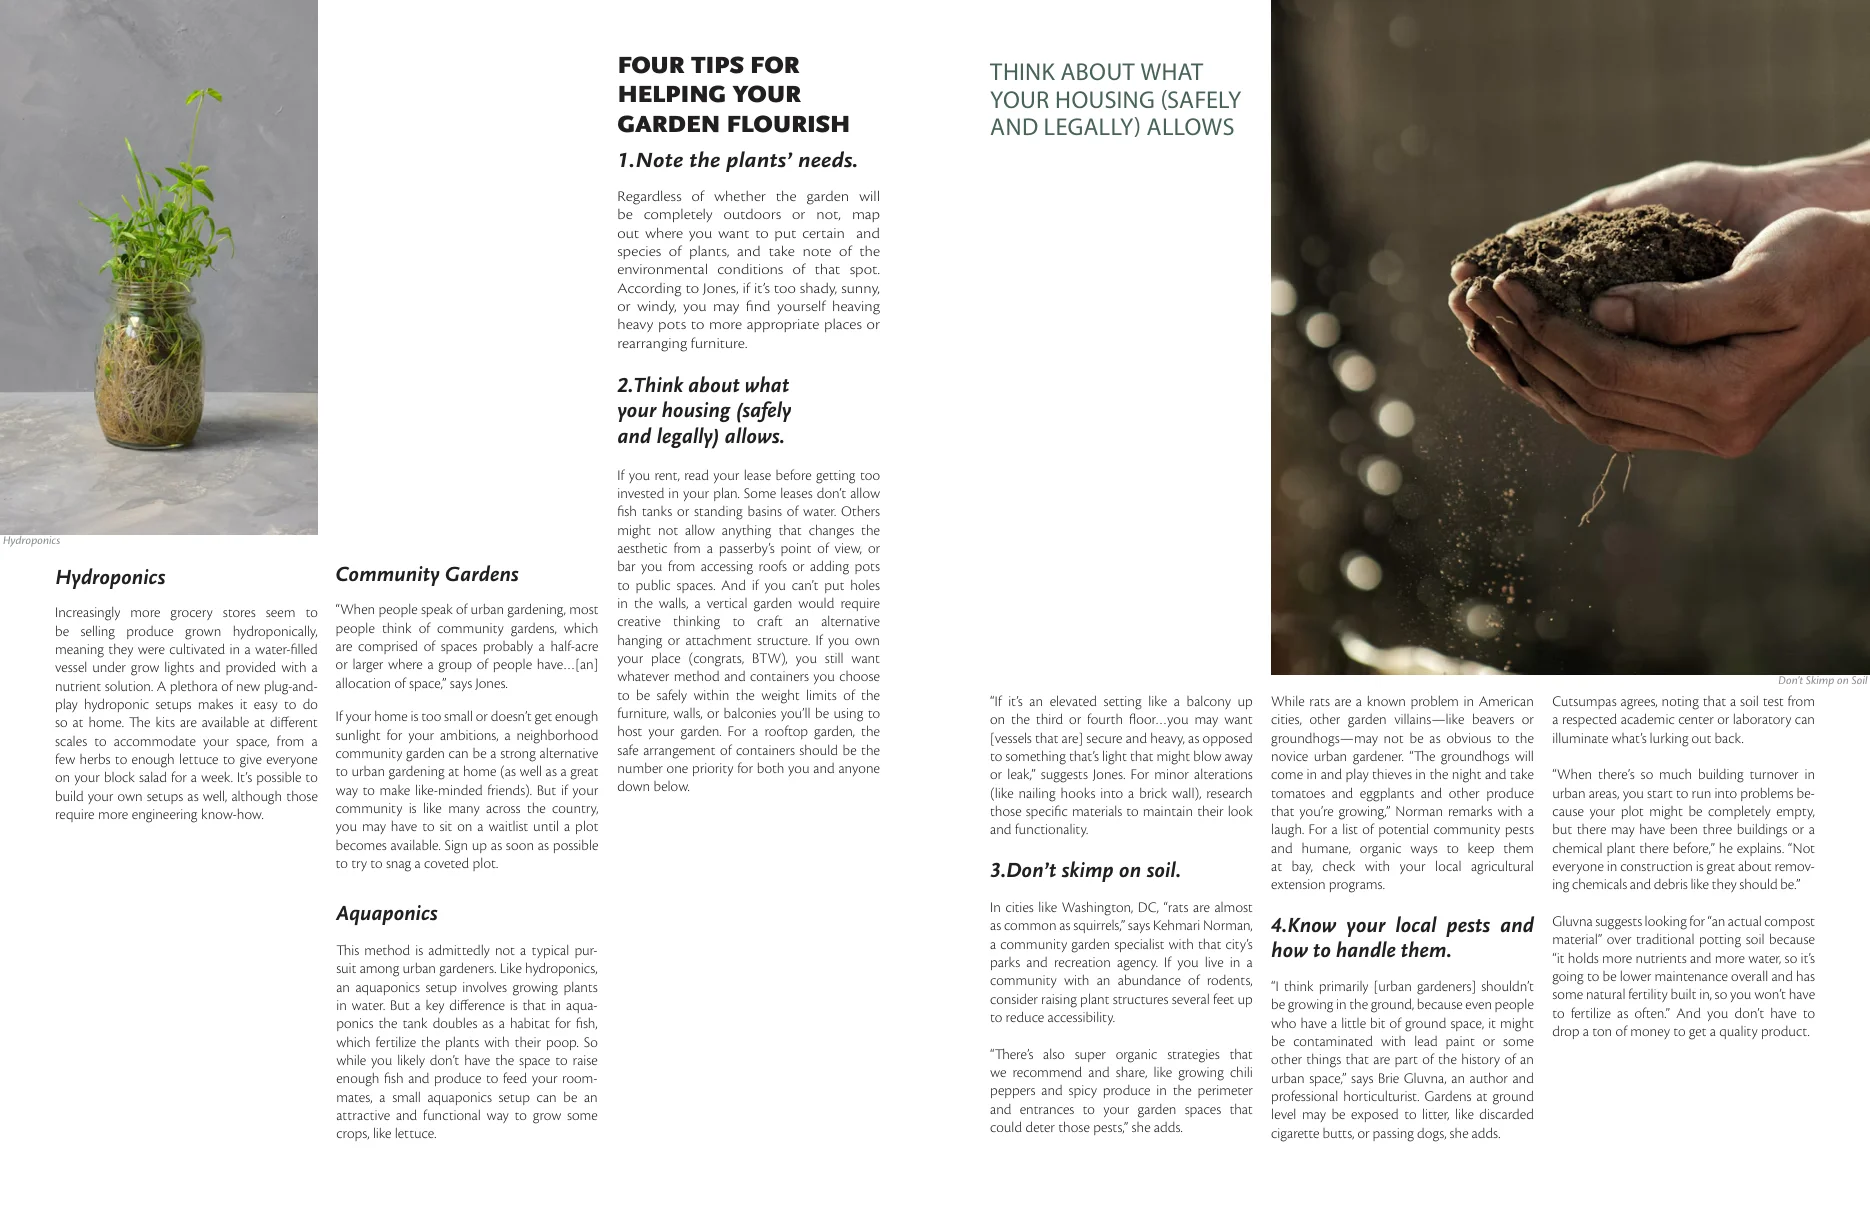 Hydroponics
Hydroponics
Increasingly more grocery stores seem to
be selling produce grown hydroponically,
meaning they were cultivated in a water-filled
vessel under grow lights and provided with a
nutrient solution. A plethora of new plug-and-
play hydroponic setups makes it easy to do
so at home. The kits are available at different
scales to accommodate your space, from a
few herbs to enough lettuce to give everyone
on your block salad for a week. It's possible to
build your own setups as well, although those
require more engineering know-how.
Community Gardens
“When people speak of urban gardening, most
people think of community gardens, which
are comprised of spaces probably a half-acre
or larger where a group of people have…[an]
allocation of space,” says Jones.
If your home is too small or doesn't get enough
sunlight for your ambitions, a neighborhood
community garden can be a strong alternative
to urban gardening at home (as well as a great
way to make like-minded friends). But if your
community is like many across the country,
you may have to sit on a waitlist until a plot
becomes available. Sign up as soon as possible
to try to snag a coveted plot.
Aquaponics
This method is admittedly not a typical pur-
suit among urban gardeners. Like hydroponics,
an aquaponics setup involves growing plants
in water. But a key difference is that in aqua-
ponics the tank doubles as a habitat for fish,
which fertilize the plants with their poop. So
while you likely don't have the space to raise
enough fish and produce to feed your room-
mates, a small aquaponics setup can be an
attractive and functional way to grow some
crops, like lettuce.
FOUR TIPS FOR
HELPING YOUR
GARDEN FLOURISH
1.Note the plants' needs.
Regardless of whether the garden will
be completely outdoors or not, map
out where you want to put certain and
species of plants, and take note of the
environmental conditions of that spot.
According to Jones, if it's too shady, sunny,
or windy, you may find yourself heaving
heavy pots to more appropriate places or
rearranging furniture.
2.Think about what
your housing (safely
and legally) allows.
If you rent, read your lease before getting too
invested in your plan. Some leases don't allow
fish tanks or standing basins of water. Others
might not allow anything that changes the
aesthetic from a passerby's point of view, or
bar you from accessing roofs or adding pots
to public spaces. And if you can't put holes
in the walls, a vertical garden would require
creative thinking to craft an alternative
hanging or attachment structure. If you own
your place (congrats, BTW), you still want
whatever method and containers you choose
to be safely within the weight limits of the
furniture, walls, or balconies you'll be using to
host your garden. For a rooftop garden, the
safe arrangement of containers should be the
number one priority for both you and anyone
down below.
THINK ABOUT WHAT
YOUR HOUSING (SAFELY
AND LEGALLY) ALLOWS
Don't Skimp on Soil
“If it's an elevated setting like a balcony up
on the third or fourth floor…you may want
[vessels that are] secure and heavy, as opposed
to something that's light that might blow away
or leak,” suggests Jones. For minor alterations
(like nailing hooks into a brick wall), research
those specific materials to maintain their look
and functionality.
3.Don't skimp on soil.
In cities like Washington, DC, “rats are almost
as common as squirrels,” says Kehmari Norman,
a community garden specialist with that city's
parks and recreation agency. If you live in a
community with an abundance of rodents,
consider raising plant structures several feet up
to reduce accessibility.
“There's also super organic strategies that
we recommend and share, like growing chili
peppers and spicy produce in the perimeter
and entrances to your garden spaces that
could deter those pests,” she adds.
While rats are a known problem in American
cities, other garden villains—like beavers or
groundhogs—may not be as obvious to the
novice urban gardener. “The groundhogs will
come in and play thieves in the night and take
tomatoes and eggplants and other produce
that you're growing,” Norman remarks with a
laugh. For a list of potential community pests
and humane, organic ways to keep them
at bay, check with your local agricultural
extension programs.
4.Know your local pests and
how to handle them.
“I think primarily [urban gardeners] shouldn't
be growing in the ground, because even people
who have a little bit of ground space, it might
be contaminated with lead paint or some
other things that are part of the history of an
urban space,” says Brie Gluvna, an author and
professional horticulturist. Gardens at ground
level may be exposed to litter, like discarded
cigarette butts, or passing dogs, she adds.
Cutsumpas agrees, noting that a soil test from
a respected academic center or laboratory can
illuminate what's lurking out back.
“When there's so much building turnover in
urban areas, you start to run into problems be-
cause your plot might be completely empty,
but there may have been three buildings or a
chemical plant there before,” he explains. “Not
everyone in construction is great about remov-
ing chemicals and debris like they should be.”
Gluvna suggests looking for “an actual compost
material” over traditional potting soil because
“it holds more nutrients and more water, so it's
going to be lower maintenance overall and has
some natural fertility built in, so you won't have
to fertilize as often.” And you don't have to
drop a ton of money to get a quality product.